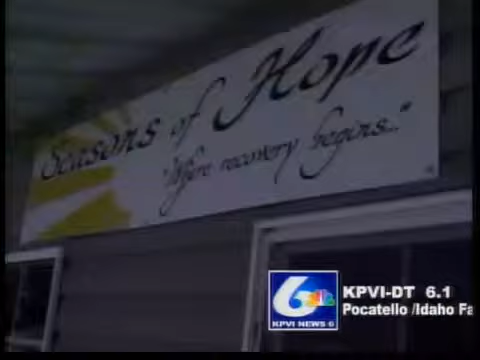 Seasons of Hope
"Where recovery begins..."
6
KPVI NEWS 6
KPVI-DT 6.1
Pocatello /Idaho Fa